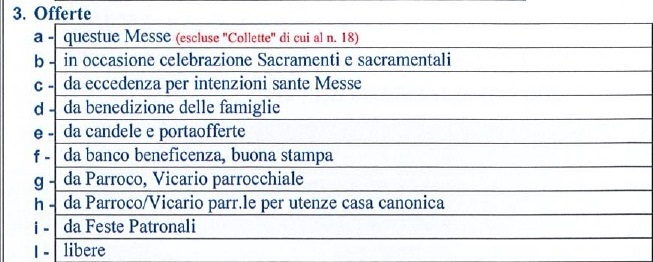 3. Offerte
a - questue Messe (escluse "Collette" di cui al n. 18)
b - in occasione celebrazione Sacramenti e sacramentali
c - da eccedenza per intenzioni sante Messe
d - da benedizione delle famiglie
e - da candele e portaofferte
f - da banco beneficenza, buona stampa
g - da Parroco, Vicario parrocchiale
h - da Parroco/Vicario parr.le per utenze casa canonica
i - da Feste Patronali
l - libere